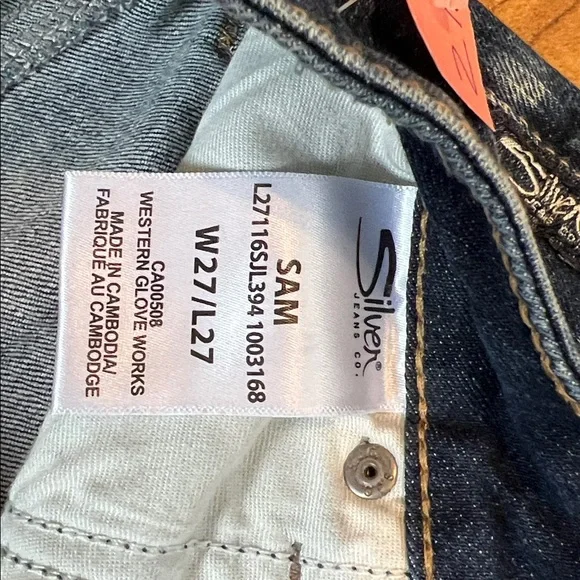 Silver®
JEANS CO.
SAM
L27116SJL394 1003168
W27/L27
CA00508
WESTERN GLOVE WORKS
MADE IN CAMBODIA/
FABRIQUÉ AU CAMBODGE